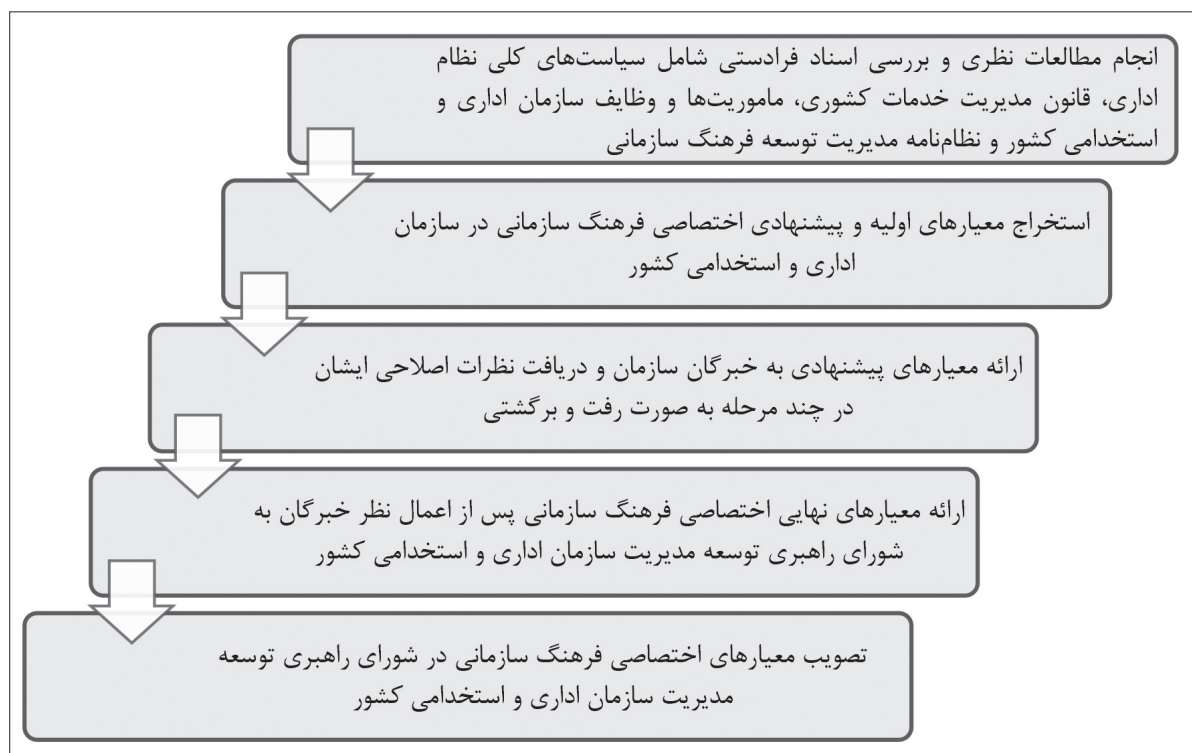 انجام مطالعات نظری و بررسی اسناد فرادستی شامل سیاست‌های کلی نظام
اداری، قانون مدیریت خدمات کشوری، ماموریت‌ها و وظایف سازمان اداری و
استخدامی کشور و نظام‌نامه مدیریت توسعه فرهنگ سازمانی
استخراج معیارهای اولیه و پیشنهادی اختصاصی فرهنگ سازمانی در سازمان
اداری و استخدامی کشور
ارائه معیارهای پیشنهادی به خبرگان سازمان و دریافت نظرات اصلاحی ایشان
در چند مرحله به صورت رفت و برگشتی
ارائه معیارهای نهایی اختصاصی فرهنگ سازمانی پس از اعمال نظر خبرگان به
شورای راهبری توسعه مدیریت سازمان اداری و استخدامی کشور
تصویب معیارهای اختصاصی فرهنگ سازمانی در شورای راهبری توسعه
مدیریت سازمان اداری و استخدامی کشور